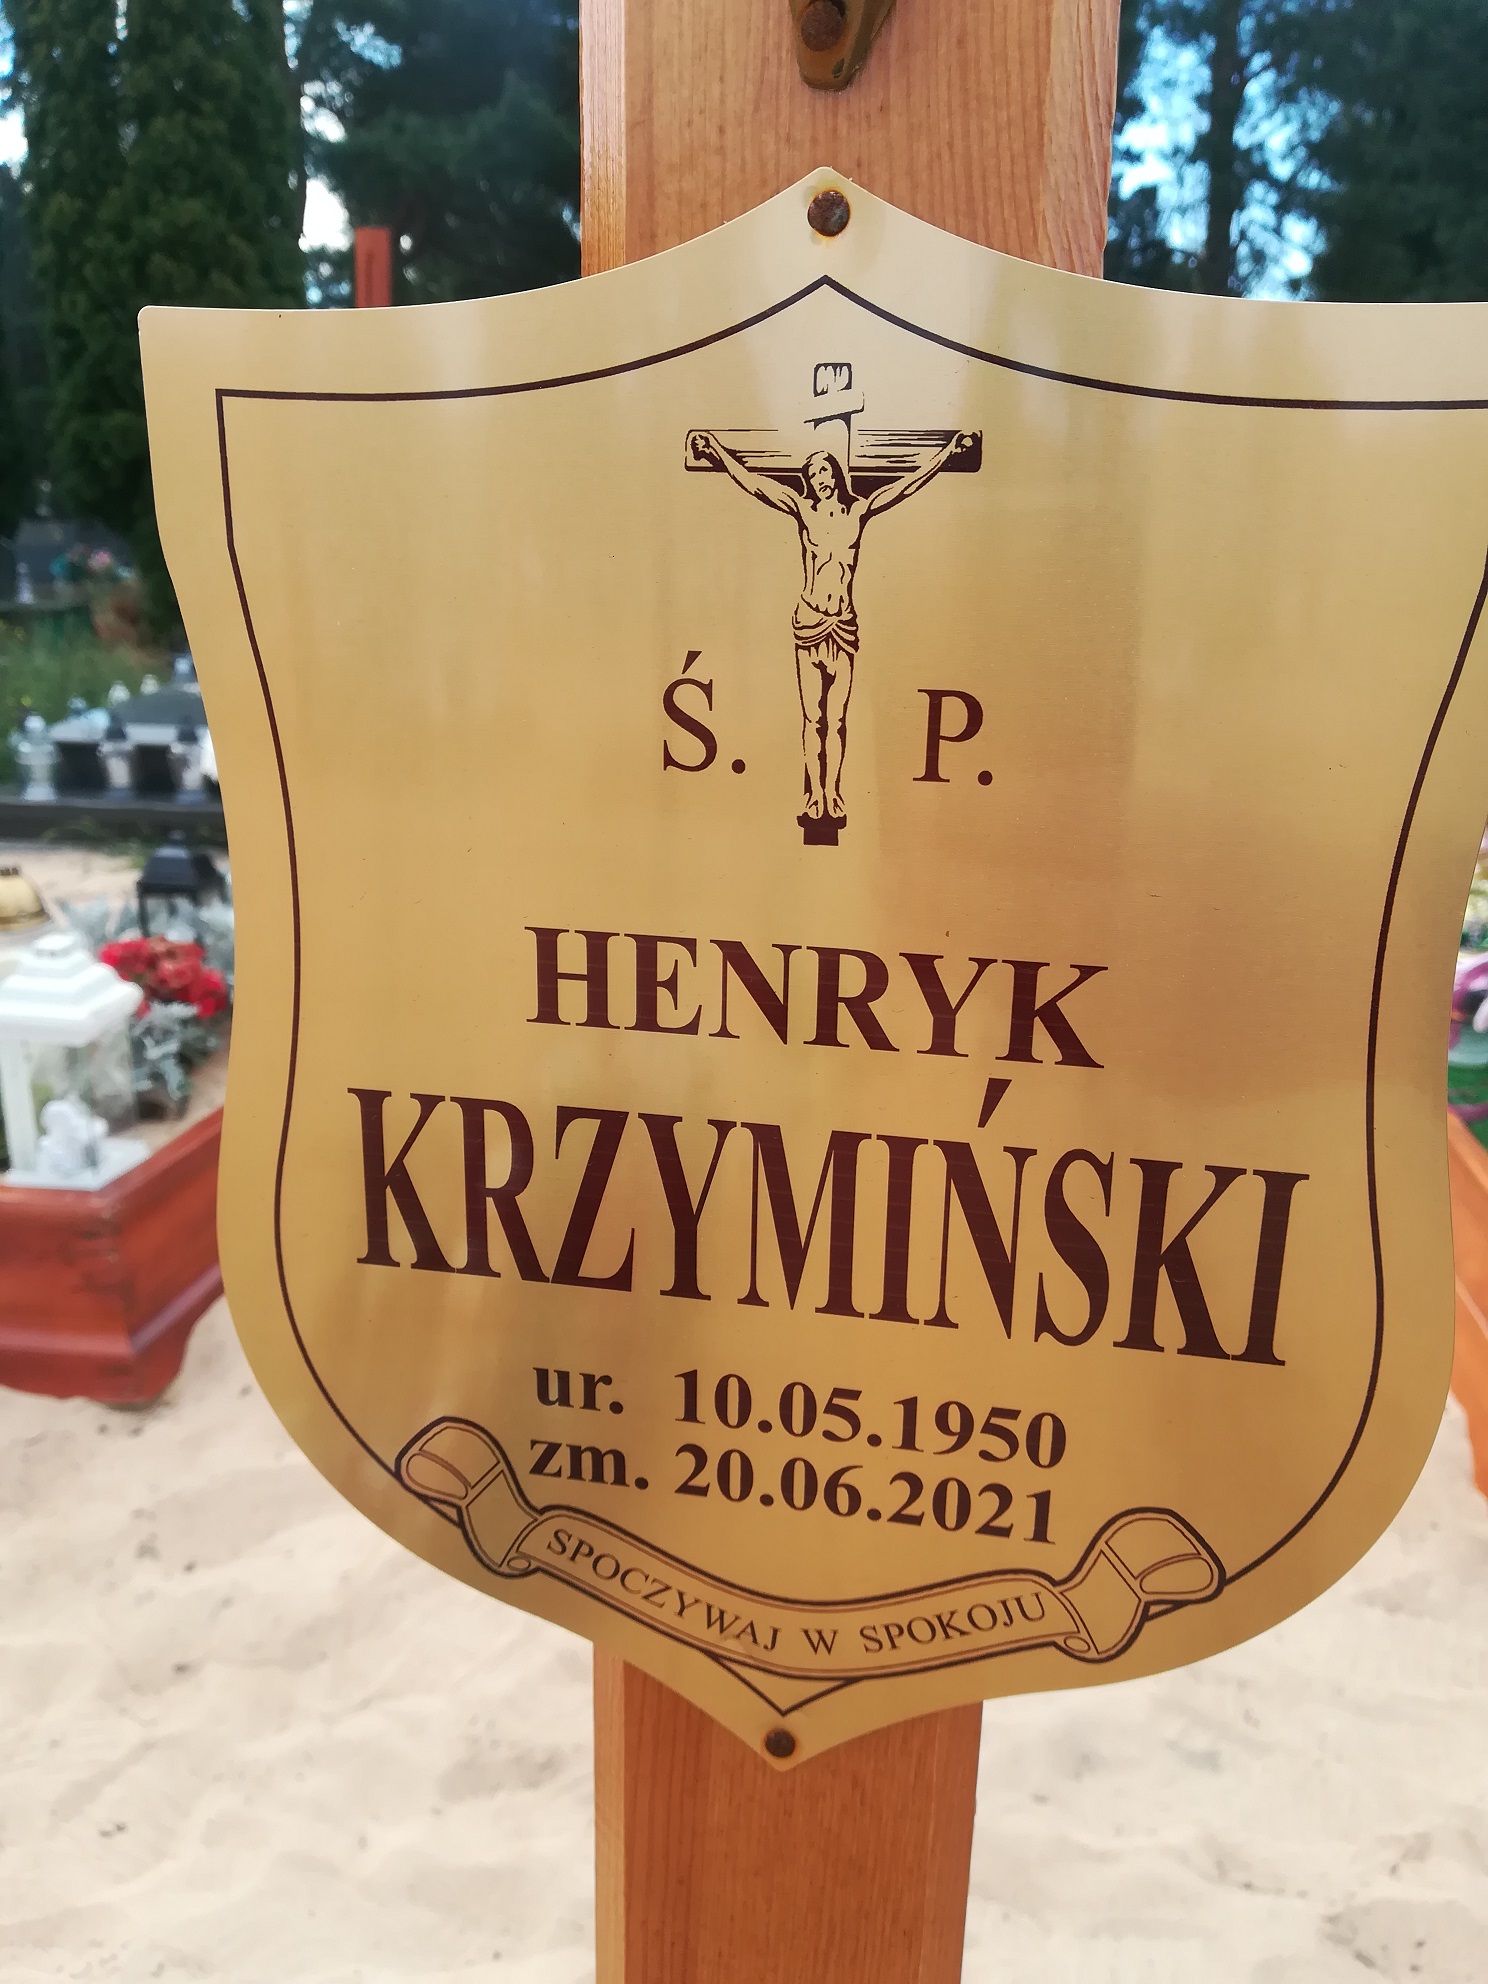 Ś. P.
HENRYK
KRZYMIŃSKI
ur. 10.05.1950
zm. 20.06.2021
SPOCZYWAJ W SPOKOJU